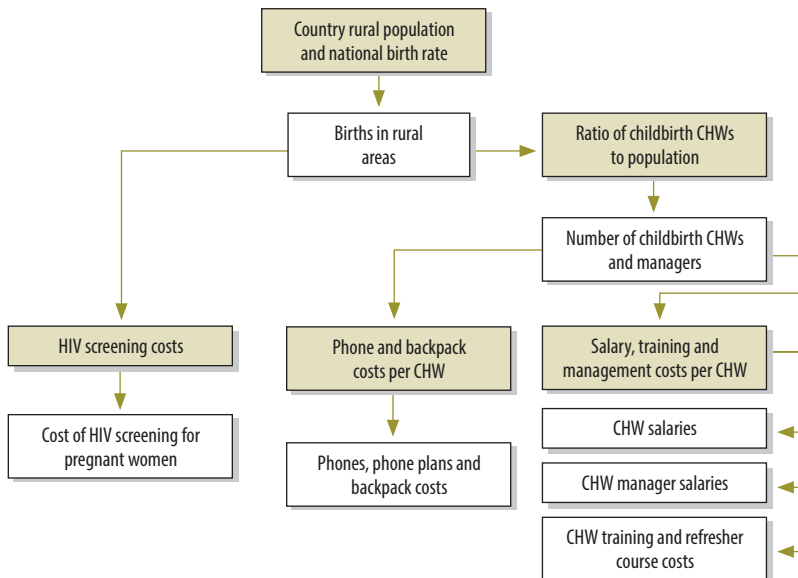 Country rural population
and national birth rate
Births in rural
areas
Ratio of childbirth CHWs
to population
Number of childbirth CHWs
and managers
HIV screening costs
Phone and backpack
costs per CHW
Salary, training and
management costs per CHW
Cost of HIV screening for
pregnant women
Phones, phone plans and
backpack costs
CHW salaries
CHW manager salaries
CHW training and refresher
course costs